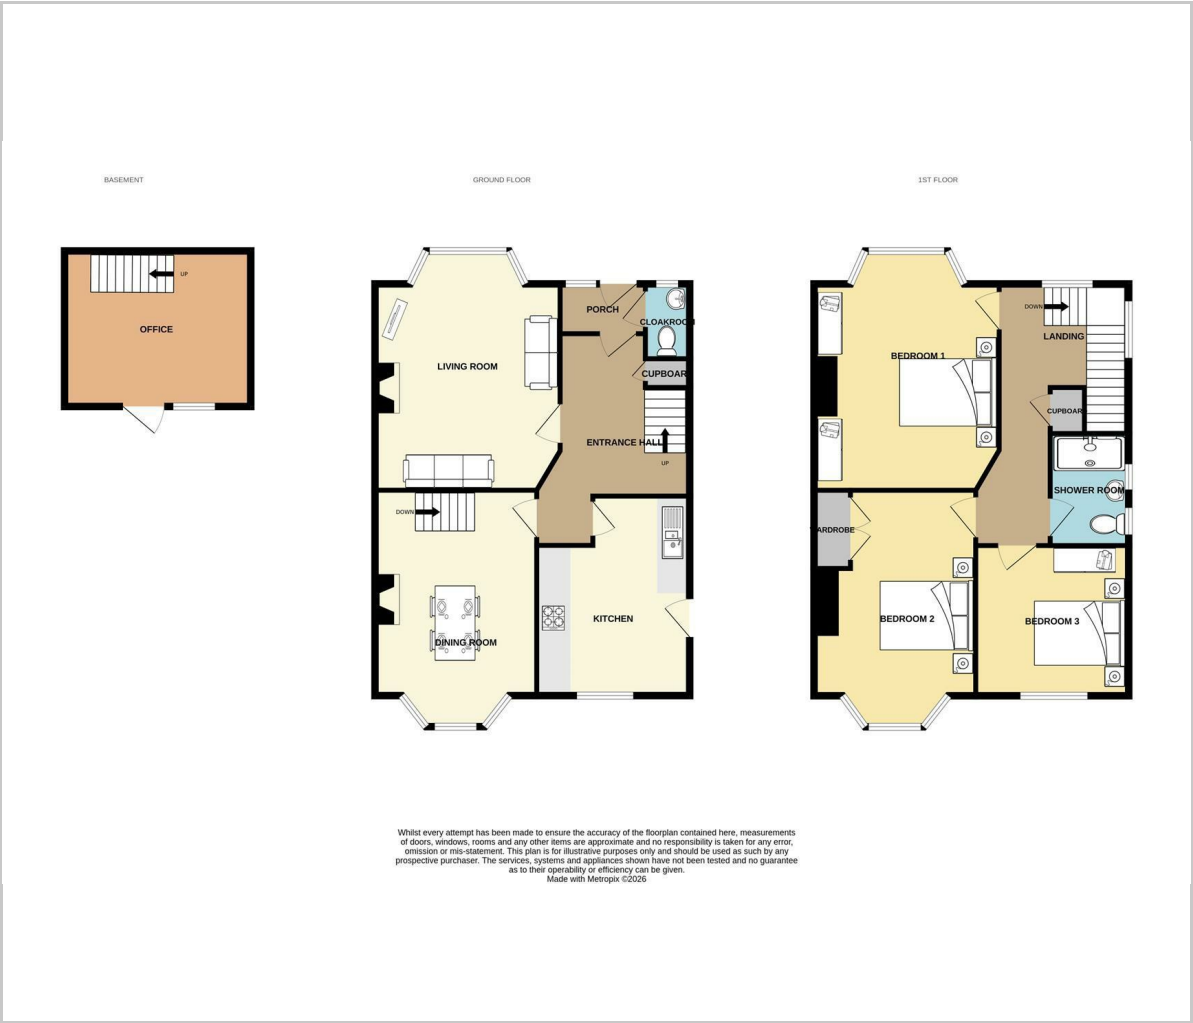 BASEMENT
GROUND FLOOR
1ST FLOOR
UP
OFFICE
PORCH
CLOAKROOM
LIVING ROOM
CUPBOAR
ENTRANCE HALL
UP
DOWN
KITCHEN
DINING ROOM
DOWN
LANDING
BEDROOM 1
CUPBOAR
SHOWER ROOM
WARDROBE
BEDROOM 2
BEDROOM 3
Whilst every attempt has been made to ensure the accuracy of the floorplan contained here, measurements
of doors, windows, rooms and any other items are approximate and no responsibility is taken for any error,
omission or mis-statement. This plan is for illustrative purposes only and should be used as such by any
prospective purchaser. The services, systems and appliances shown have not been tested and no guarantee
as to their operability or efficiency can be given.
Made with Metropix ©2026